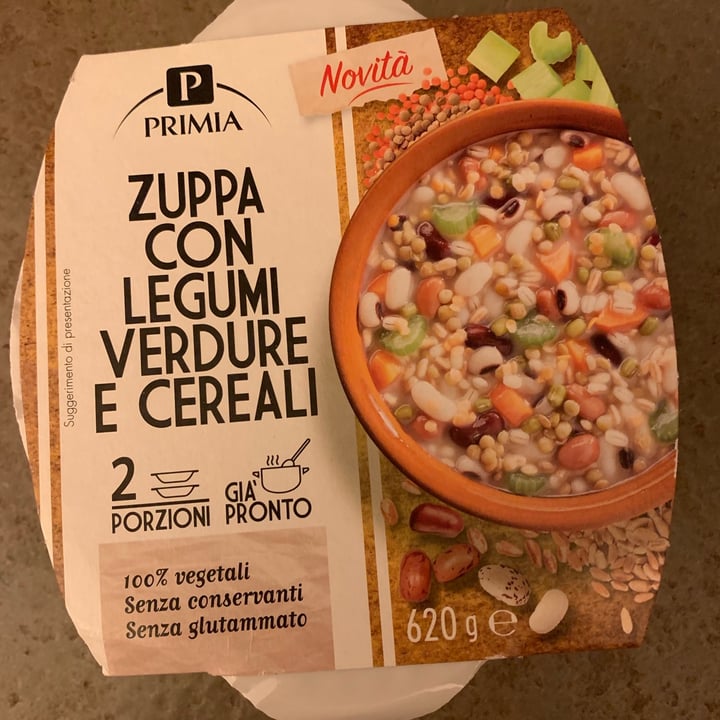 P
PRIMIA
Novità
ZUPPA
CON
LEGUMI
VERDURE
E CEREALI
Suggerimento di presentazione
2
PORZIONI
GIÀ
PRONTO
100% vegetali
Senza conservanti
Senza glutammato
620 g ℮